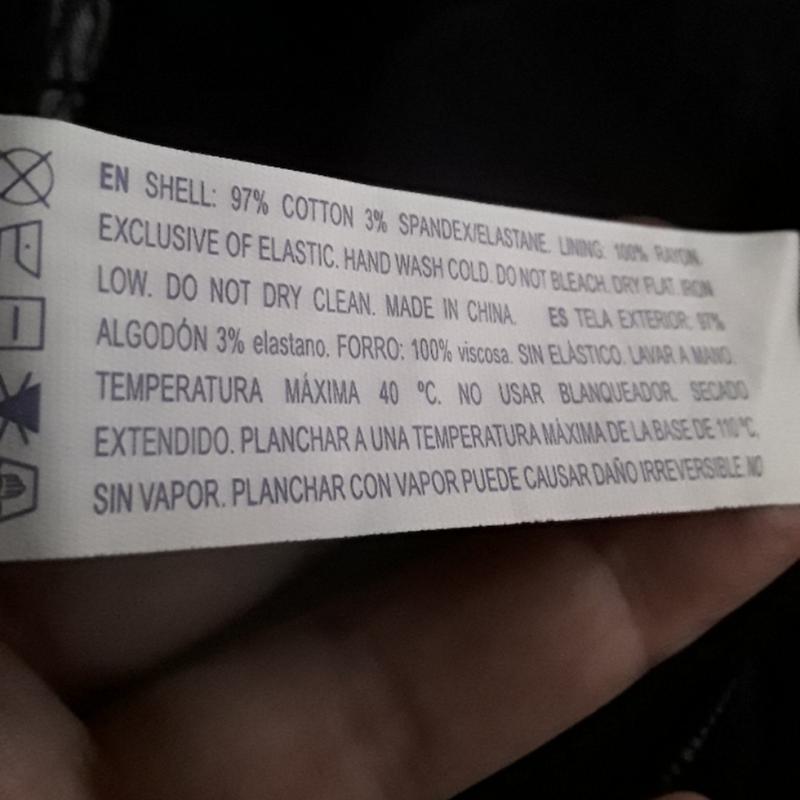 EN SHELL: 97% COTTON 3% SPANDEX/ELASTANE. LINING: 100% RAYON.
EXCLUSIVE OF ELASTIC. HAND WASH COLD. DO NOT BLEACH. DRY FLAT. IRON
LOW. DO NOT DRY CLEAN. MADE IN CHINA. ES TELA EXTERIOR: 97%
ALGODÓN 3% elastano. FORRO: 100% viscosa. SIN ELÁSTICO. LAVAR A MANO.
TEMPERATURA MÁXIMA 40 ºC. NO USAR BLANQUEADOR. SECADO
EXTENDIDO. PLANCHAR A UNA TEMPERATURA MÁXIMA DE LA BASE DE 110 ºC,
SIN VAPOR. PLANCHAR CON VAPOR PUEDE CAUSAR DAÑO IRREVERSIBLE. NO